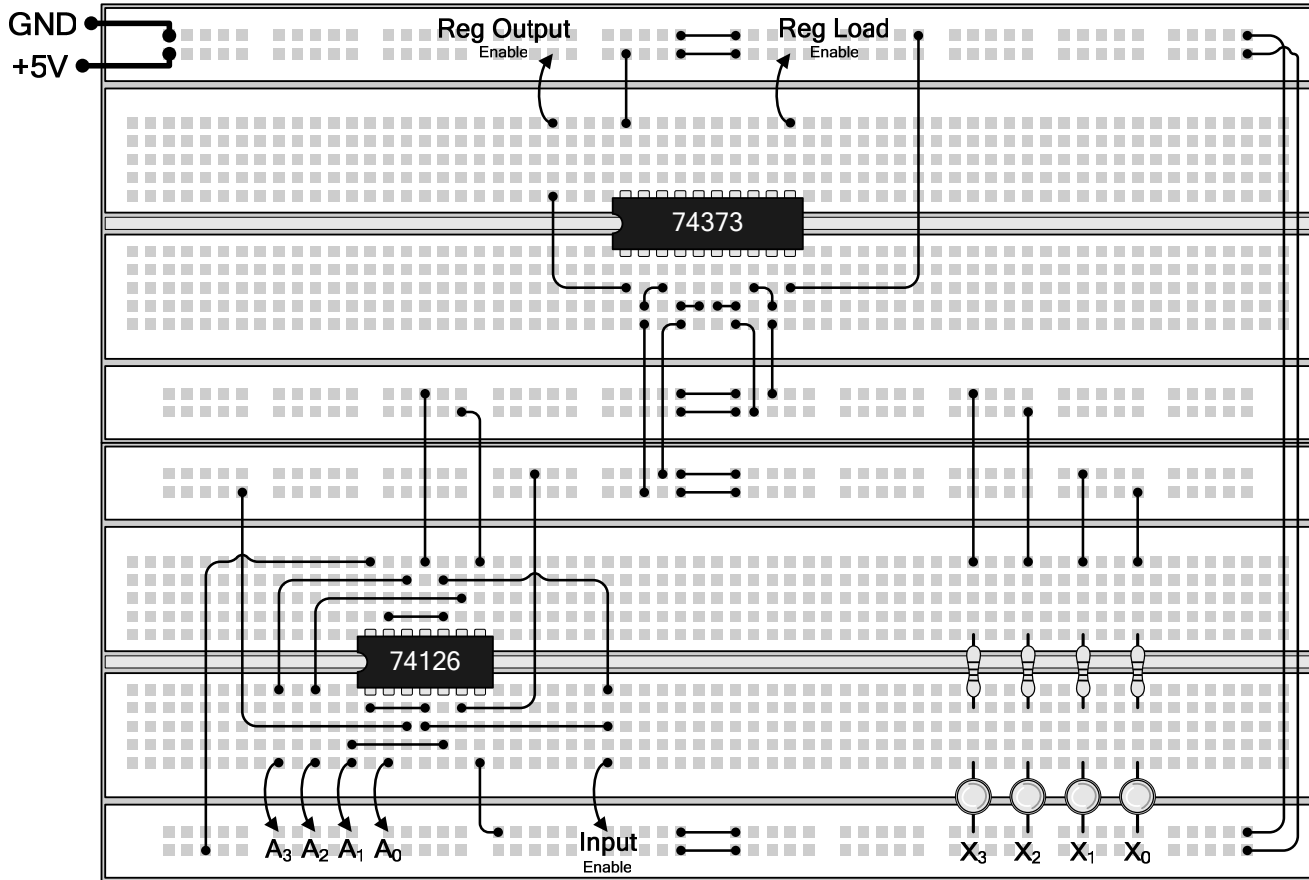 GND
+5V
Reg Output
Enable
Reg Load
Enable
74373
74126
A₃ A₂ A₁ A₀
Input
Enable
X₃ X₂ X₁ X₀